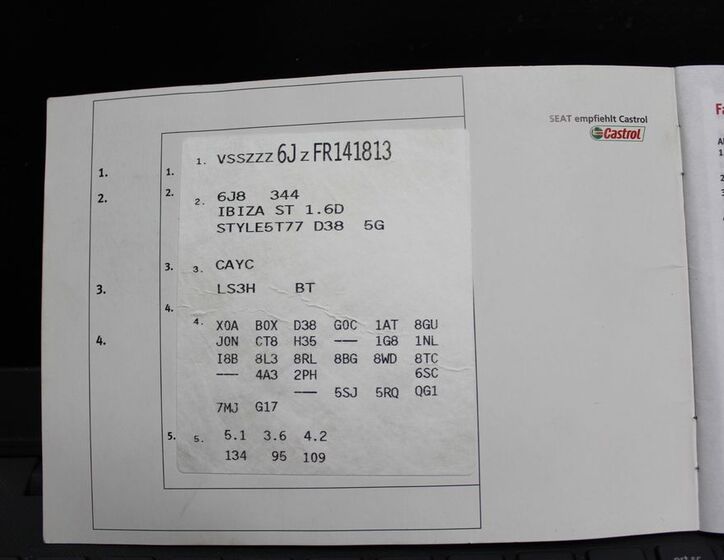 SEAT empfiehlt Castrol
Castrol
1. 1. 1. VSSZZZ 6J Z FR141813
2. 2. 2. 6J8 344
IBIZA ST 1.6D
STYLE5T77 D38 5G
3. 3. 3. CAYC
LS3H BT
4. 4. 4.
X0A B0X D38 G0C 1AT 8GU
J0N CT8 H35 --- 1G8 1NL
I8B 8L3 8RL 8BG 8WD 8TC
--- 4A3 2PH 6SC
--- 5SJ 5RQ QG1
7MJ G17
5. 5. 5.1 3.6 4.2
134 95 109